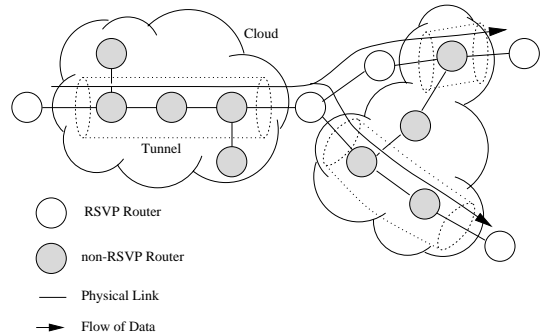 Cloud
Tunnel
RSVP Router
non-RSVP Router
Physical Link
Flow of Data